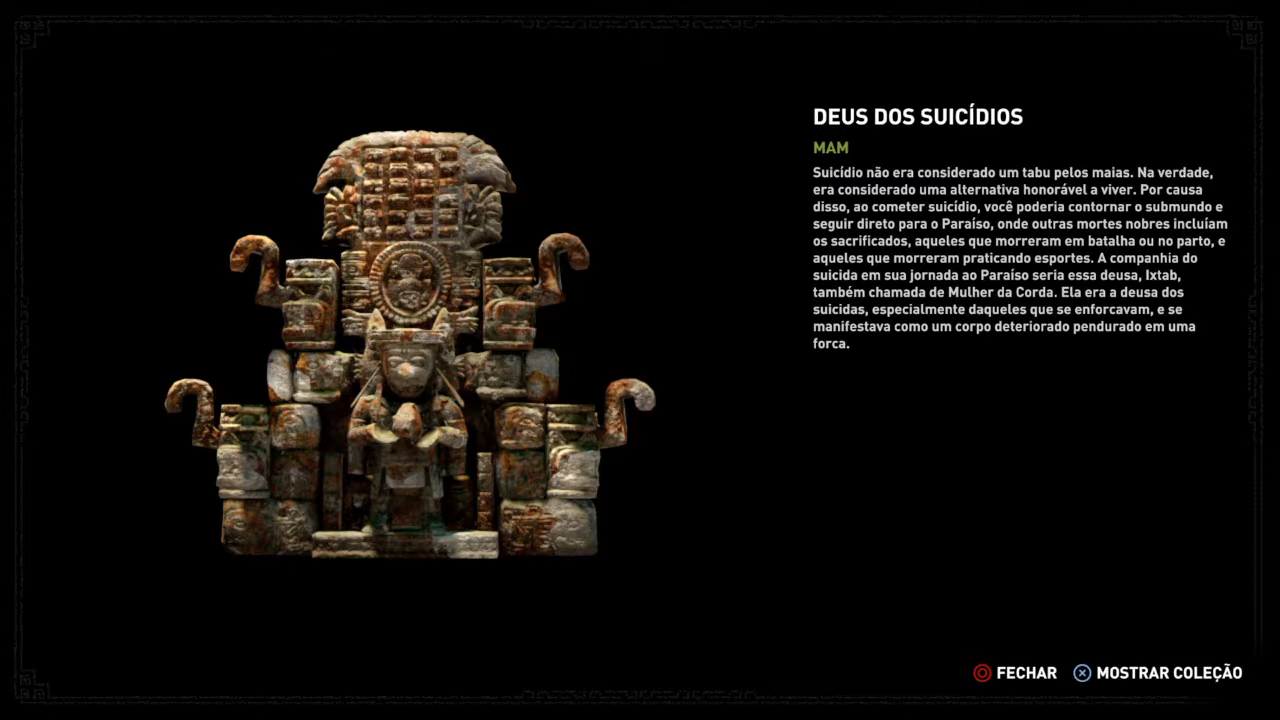 DEUS DOS SUICÍDIOS
MAM
Suicídio não era considerado um tabu pelos maias. Na verdade,
era considerado uma alternativa honorável a viver. Por causa
disso, ao cometer suicídio, você poderia contornar o submundo e
seguir direto para o Paraíso, onde outras mortes nobres incluíam
os sacrificados, aqueles que morreram em batalha ou no parto, e
aqueles que morreram praticando esportes. A companhia do
suicida em sua jornada ao Paraíso seria essa deusa, Ixtab,
também chamada de Mulher da Corda. Ela era a deusa dos
suicidas, especialmente daqueles que se enforcavam, e se
manifestava como um corpo deteriorado pendurado em uma
forca.
FECHAR MOSTRAR COLEÇÃO